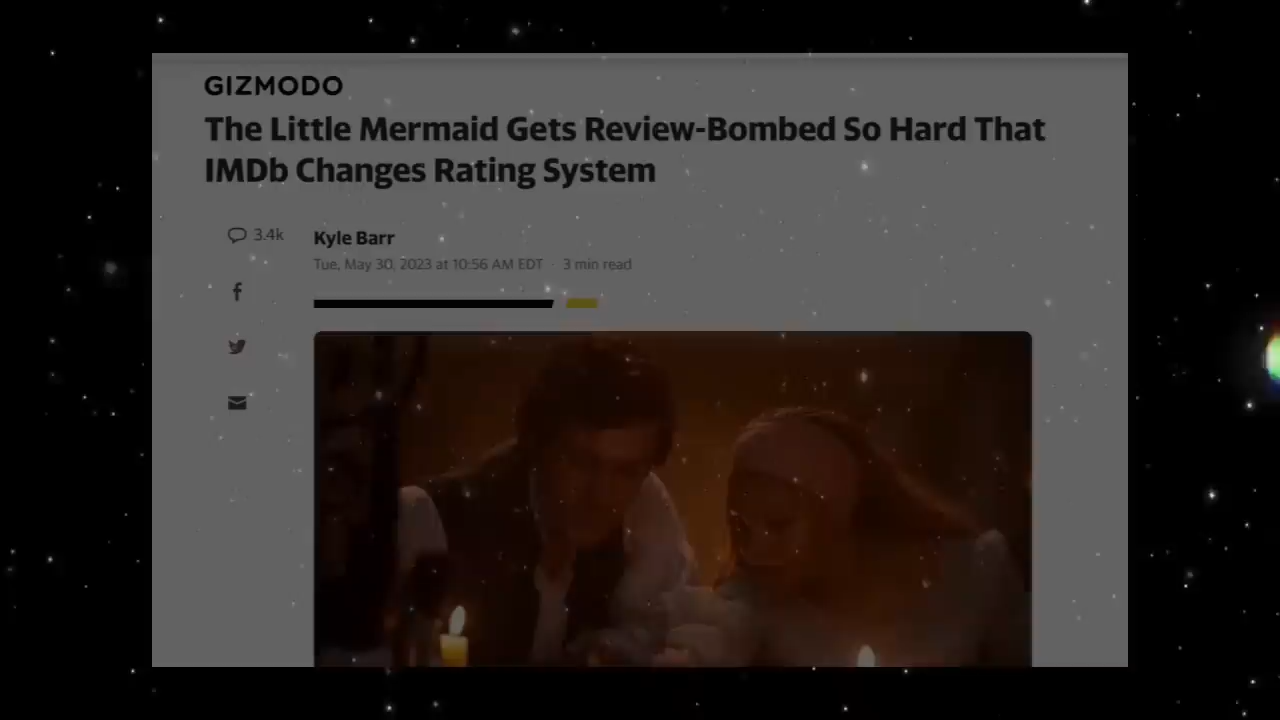 GIZMODO
The Little Mermaid Gets Review-Bombed So Hard That
IMDb Changes Rating System
3.4k
Kyle Barr
Tue, May 30, 2023 at 10:56 AM EDT · 3 min read